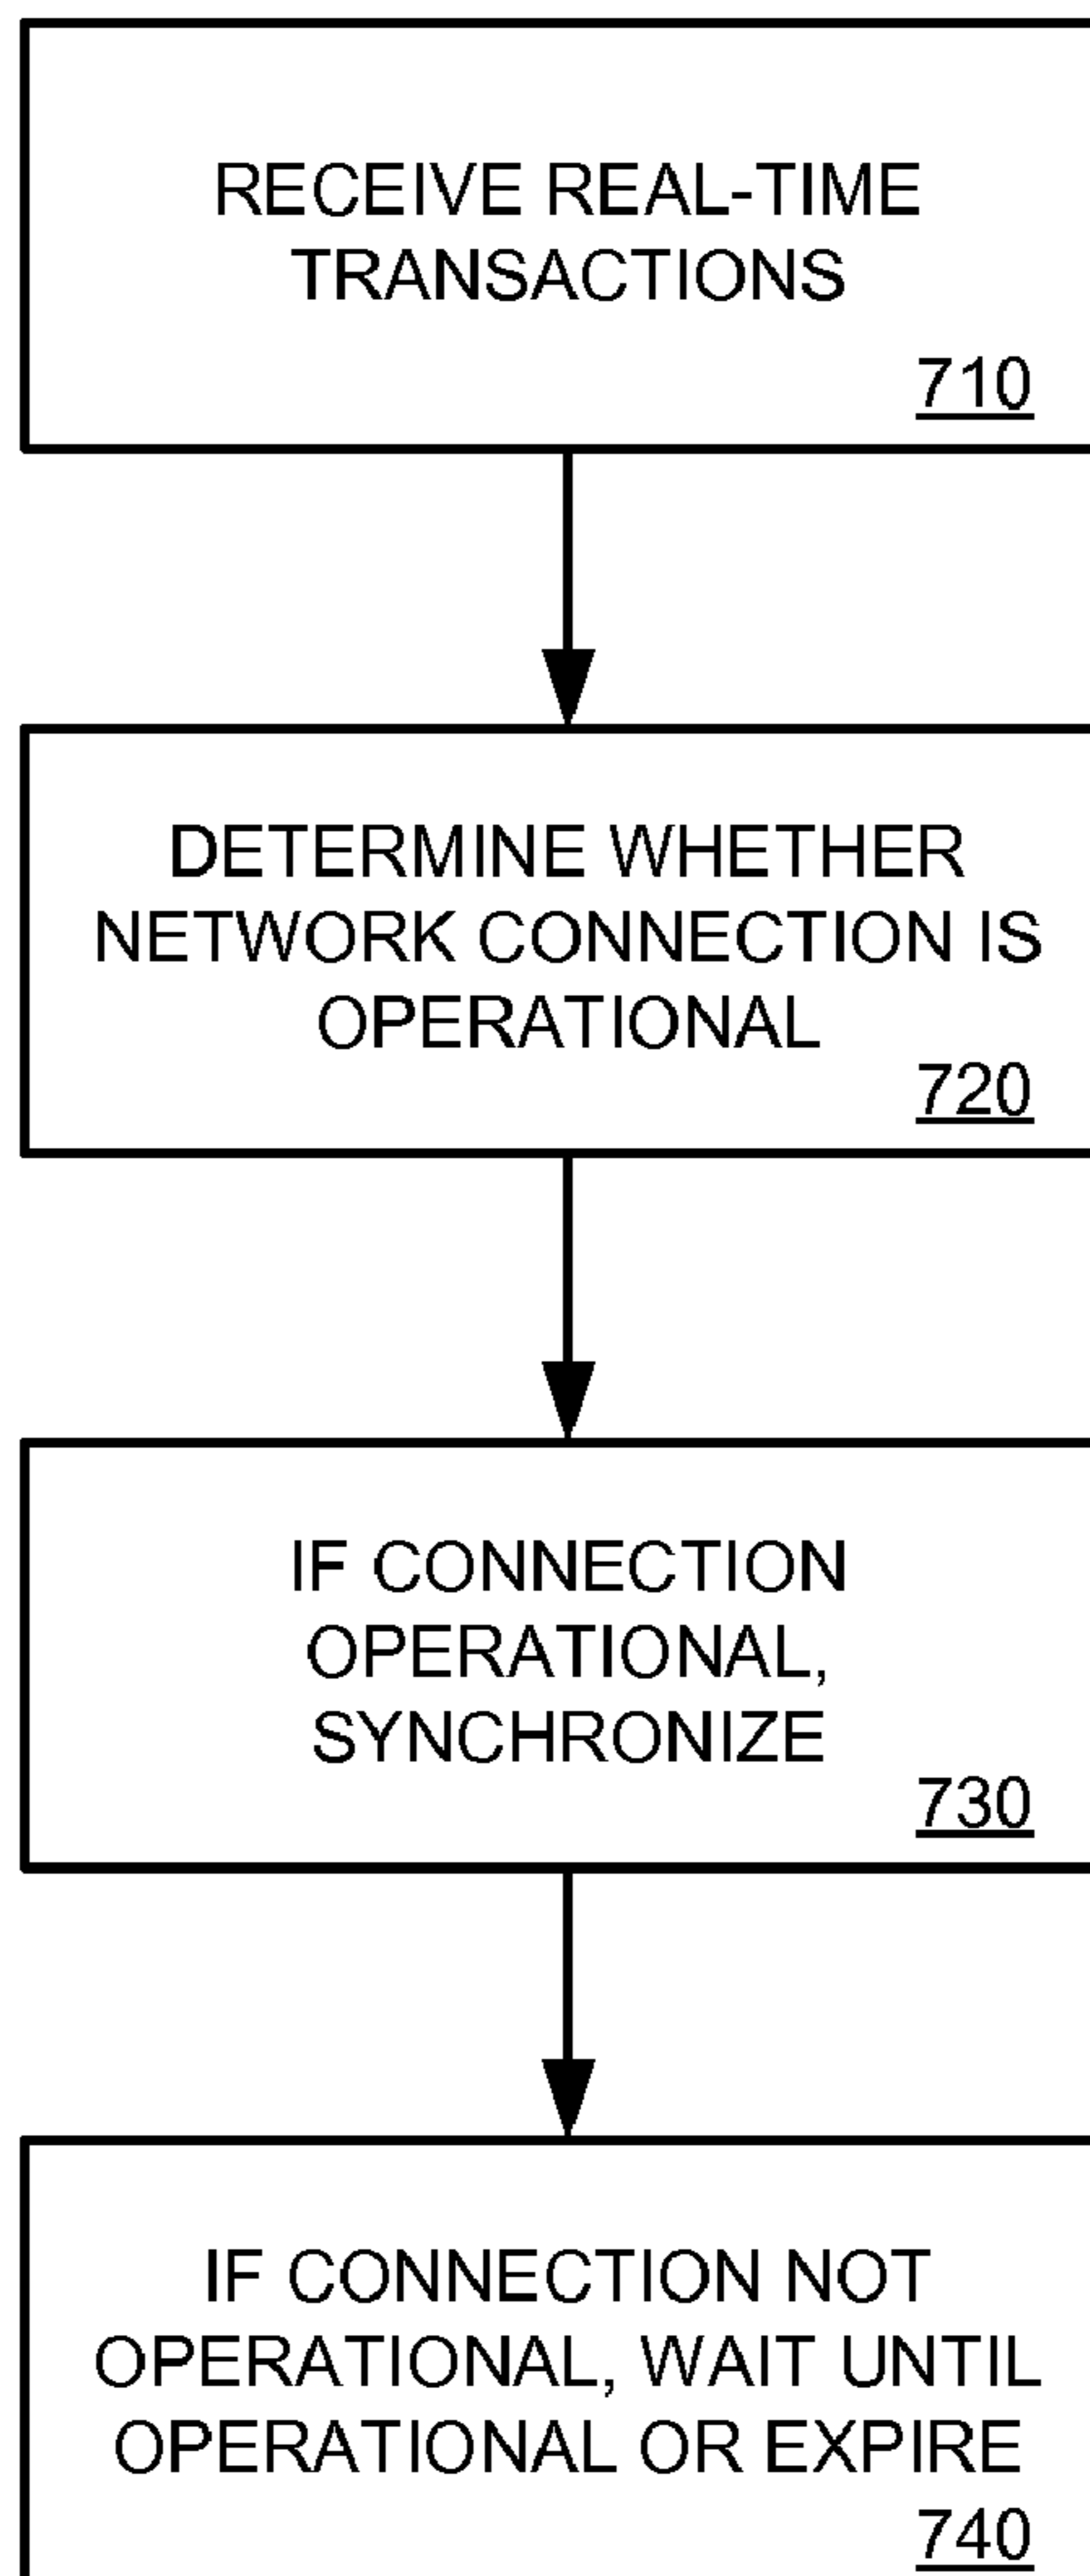 RECEIVE REAL-TIME
TRANSACTIONS
710
DETERMINE WHETHER
NETWORK CONNECTION IS
OPERATIONAL
720
IF CONNECTION
OPERATIONAL,
SYNCHRONIZE
730
IF CONNECTION NOT
OPERATIONAL, WAIT UNTIL
OPERATIONAL OR EXPIRE
740